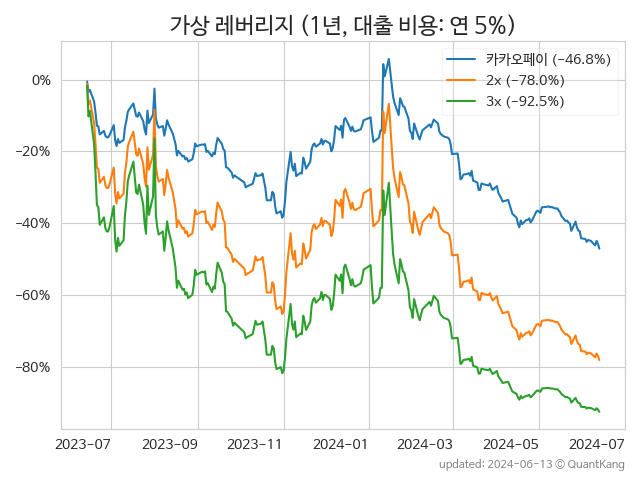 가상 레버리지 (1년, 대출 비용: 연 5%)
카카오페이 (−46.8%)
2x (−78.0%)
3x (−92.5%)
0%
−20%
−40%
−60%
−80%
2023-07 2023-09 2023-11 2024-01 2024-03 2024-05 2024-07
updated: 2024-06-13 © QuantKang